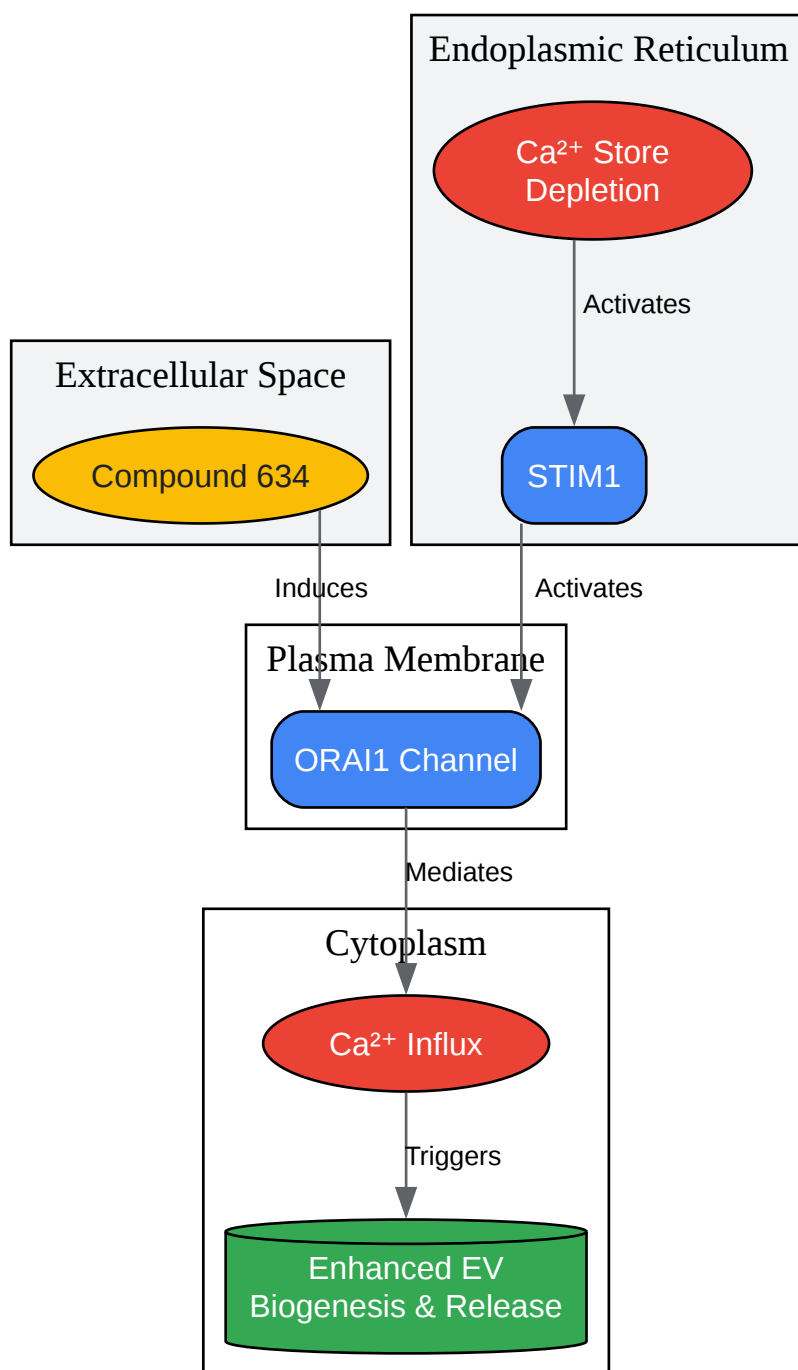 Endoplasmic Reticulum
Ca²⁺ Store
Depletion
Activates
Extracellular Space
Compound 634
STIM1
Induces
Activates
Plasma Membrane
ORAI1 Channel
Mediates
Cytoplasm
Ca²⁺ Influx
Triggers
Enhanced EV
Biogenesis & Release